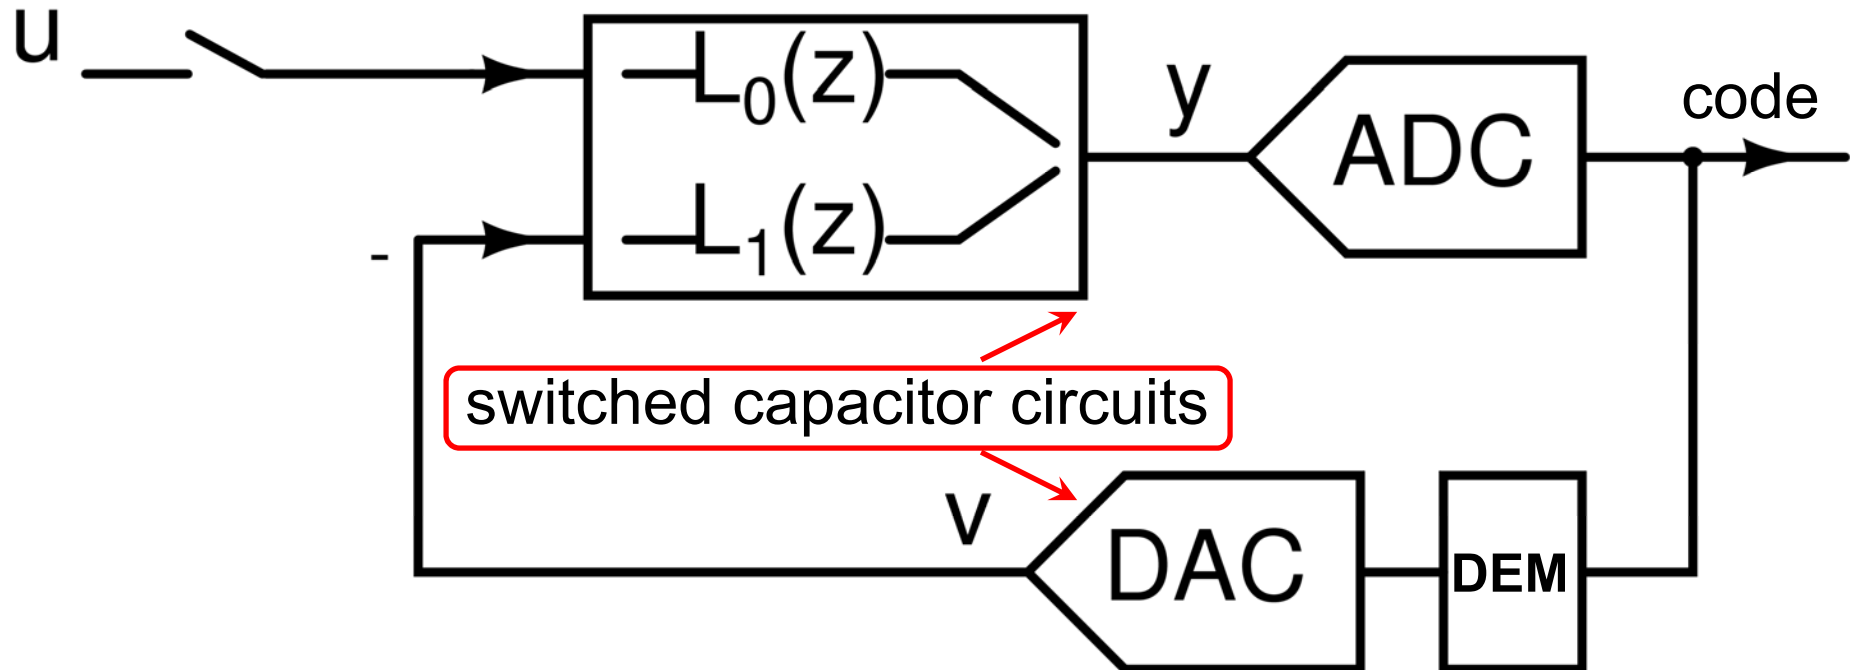 u
L₀(z)
y
ADC
code
L₁(z)
-
switched capacitor circuits
v
DAC
DEM